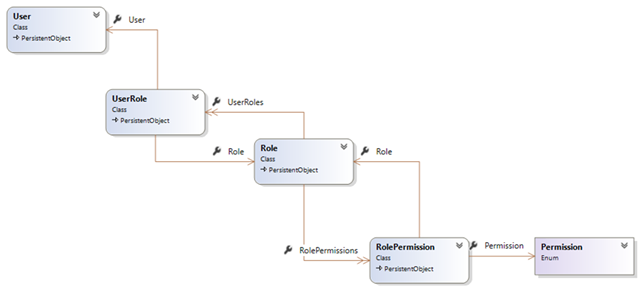 User
Class
PersistentObject
User
UserRole
Class
PersistentObject
UserRoles
Role
Role
Class
PersistentObject
Role
RolePermissions
RolePermission
Class
PersistentObject
Permission
Permission
Enum